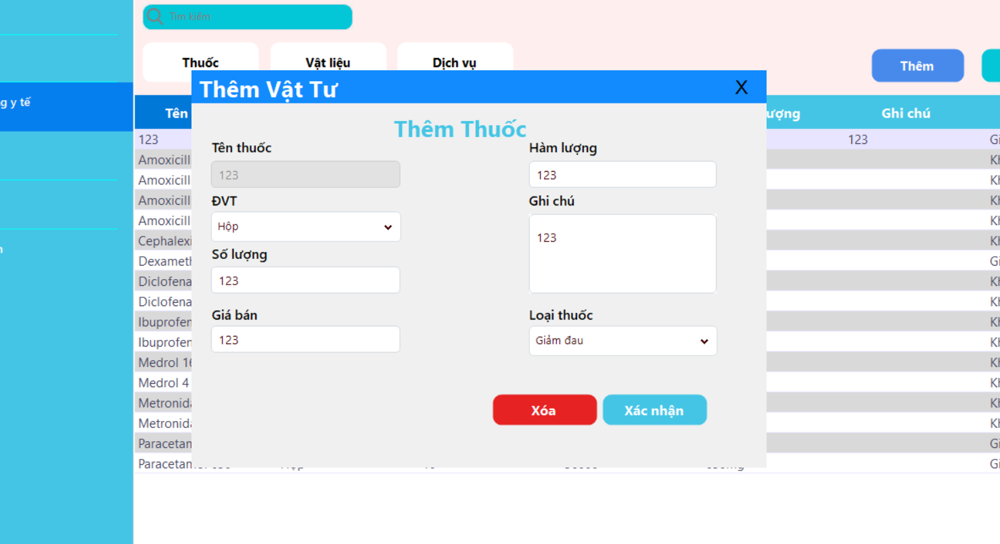 Tìm kiếm
Thuốc Vật liệu Dịch vụ
Thêm
Thêm Vật Tư X
g y tế
Tên ượng Ghi chú
Thêm Thuốc
123 123 Gi
Tên thuốc Hàm lượng
Amoxicill Kh
123 123
Amoxicill Kh
ĐVT Ghi chú
Amoxicill Kh
Hộp
Amoxicill Kh
123
Cephalexi Kh
Số lượng
Dexameth Gi
123
Diclofena Kh
Diclofena Kh
Giá bán Loại thuốc
Ibuprofen Kh
123 Giảm đau
Ibuprofen Kh
Medrol 16 Kh
Medrol 4 Kh
Metronida Kh
Xóa Xác nhận
Metronida Kh
Paracetam Gi
Paracetam Gi